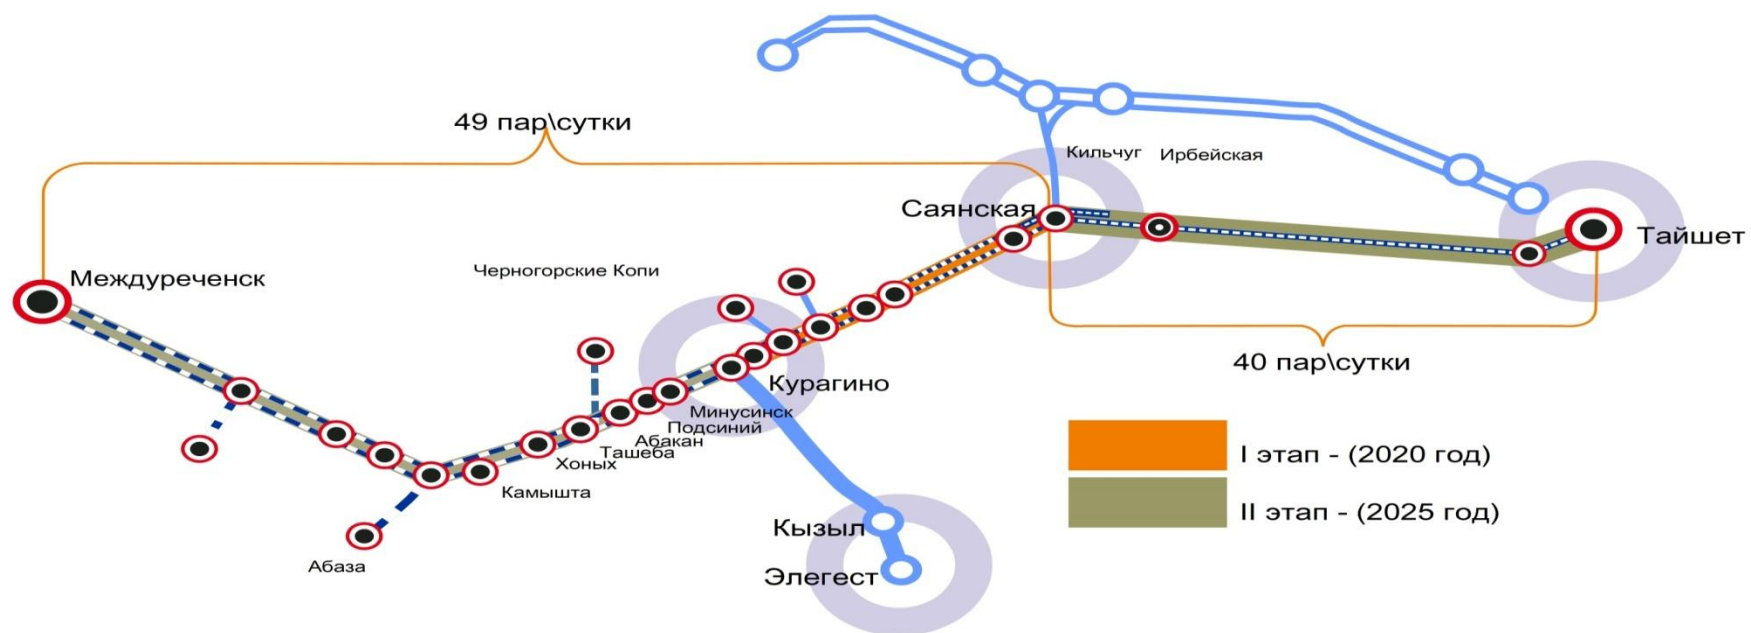 49 пар\сутки
Кильчуг
Ирбейская
Саянская
Тайшет
Междуреченск
Черногорские Копи
40 пар\сутки
Курагино
Минусинск
Подсиний
Абакан
Ташеба
Хоных
Камышта
Абаза
Кызыл
Элегест
I этап - (2020 год)
II этап - (2025 год)